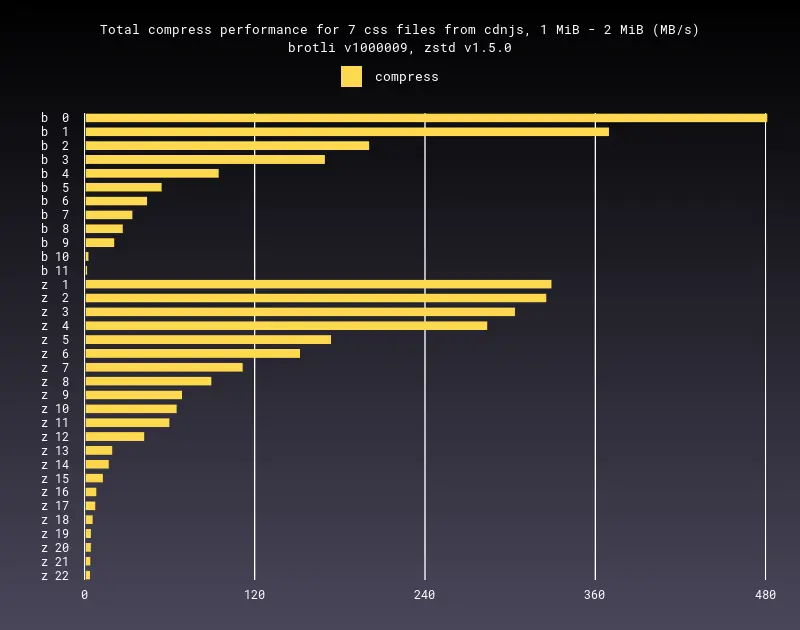 Total compress performance for 7 css files from cdnjs, 1 MiB - 2 MiB (MB/s)
brotli v1000009, zstd v1.5.0
compress
b  0
b  1
b  2
b  3
b  4
b  5
b  6
b  7
b  8
b  9
b 10
b 11
z  1
z  2
z  3
z  4
z  5
z  6
z  7
z  8
z  9
z 10
z 11
z 12
z 13
z 14
z 15
z 16
z 17
z 18
z 19
z 20
z 21
z 22
0 120 240 360 480